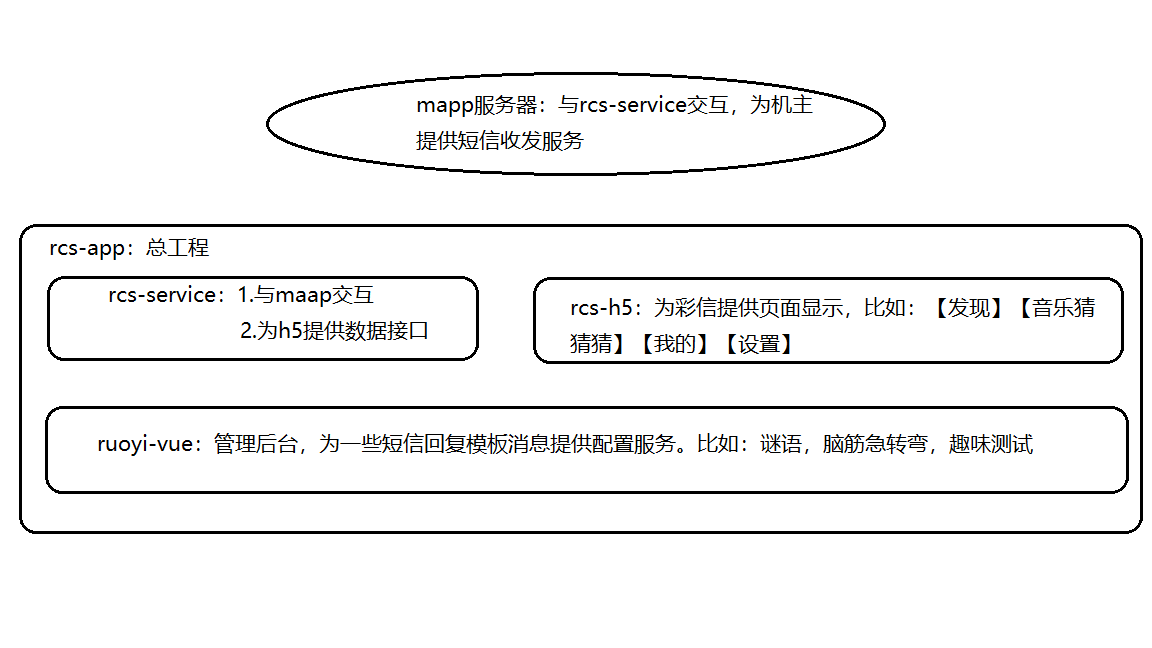 mapp服务器：与rcs-service交互，为机主
提供短信收发服务
rcs-app：总工程
rcs-service：1.与maap交互
2.为h5提供数据接口
rcs-h5：为彩信提供页面显示，比如：【发现】【音乐猜
猜猜】【我的】【设置】
ruoyi-vue：管理后台，为一些短信回复模板消息提供配置服务。比如：谜语，脑筋急转弯，趣味测试